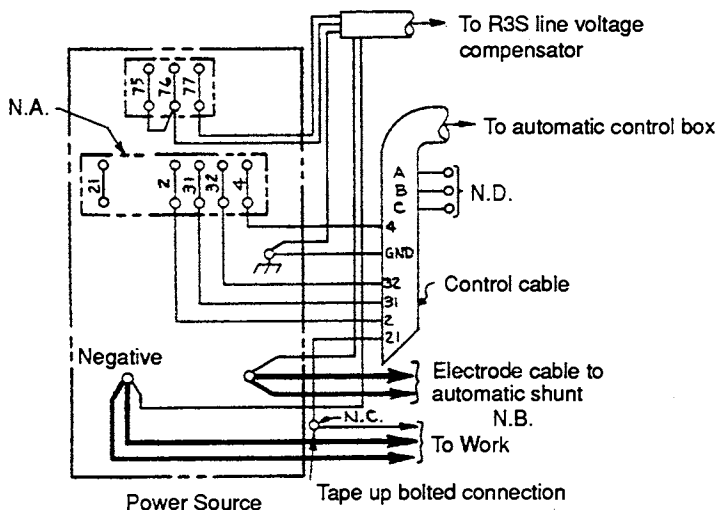 To R3S line voltage
compensator
75 76 77
N.A.
To automatic control box
21 2 31 32 4
A
B
C
N.D.
4
GND
32
31
2
21
Control cable
Negative
Electrode cable to
automatic shunt
N.B.
N.C.
To Work
Tape up bolted connection
Power Source